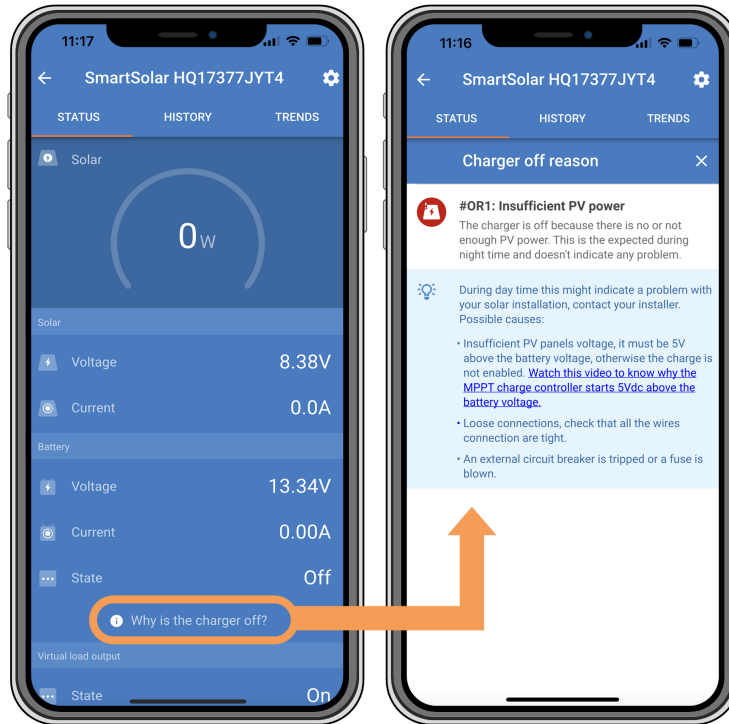 11:17
SmartSolar HQ17377JYT4
STATUS HISTORY TRENDS
Solar
0W
Solar
Voltage 8.38V
Current 0.0A
Battery
Voltage 13.34V
Current 0.00A
State Off
Why is the charger off?
Virtual load output
State On
11:16
SmartSolar HQ17377JYT4
STATUS HISTORY TRENDS
Charger off reason
#OR1: Insufficient PV power
The charger is off because there is no or not
enough PV power. This is the expected during
night time and doesn't indicate any problem.
During day time this might indicate a problem with
your solar installation, contact your installer.
Possible causes:
• Insufficient PV panels voltage, it must be 5V
above the battery voltage, otherwise the charge is
not enabled. Watch this video to know why the
MPPT charge controller starts 5Vdc above the
battery voltage.
• Loose connections, check that all the wires
connection are tight.
• An external circuit breaker is tripped or a fuse is
blown.